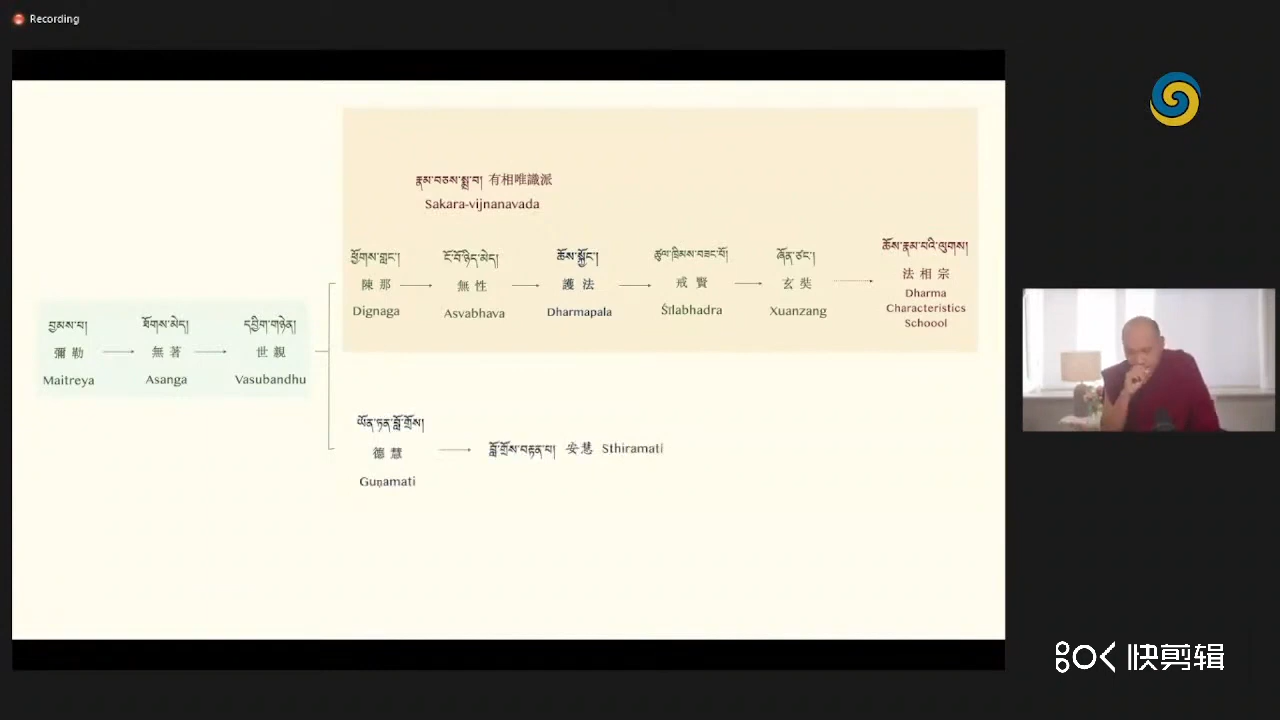 Recording
རྣམ་བཅས་སྨྲ་བ། 有相唯識派
Sakara-vijnanavada
ཕྱོགས་གླང་།
陳那
Dignaga
ངོ་བོ་ཉིད་མེད།
無性
Asvabhava
ཆོས་སྐྱོང་།
護法
Dharmapala
ཚུལ་ཁྲིམས་བཟང་པོ།
戒賢
Śīlabhadra
ཞོན་ཙང་།
玄奘
Xuanzang
ཆོས་རྣམ་པའི་ལུགས།
法相宗
Dharma
Characteristics
Schoool
བྱམས་པ།
彌勒
Maitreya
ཐོགས་མེད།
無著
Asanga
དབྱིག་གཉེན།
世親
Vasubandhu
ཡོན་ཏན་བློ་གྲོས།
德慧
Guṇamati
བློ་གྲོས་བརྟན་པ། 安慧 Sthiramati
快剪辑